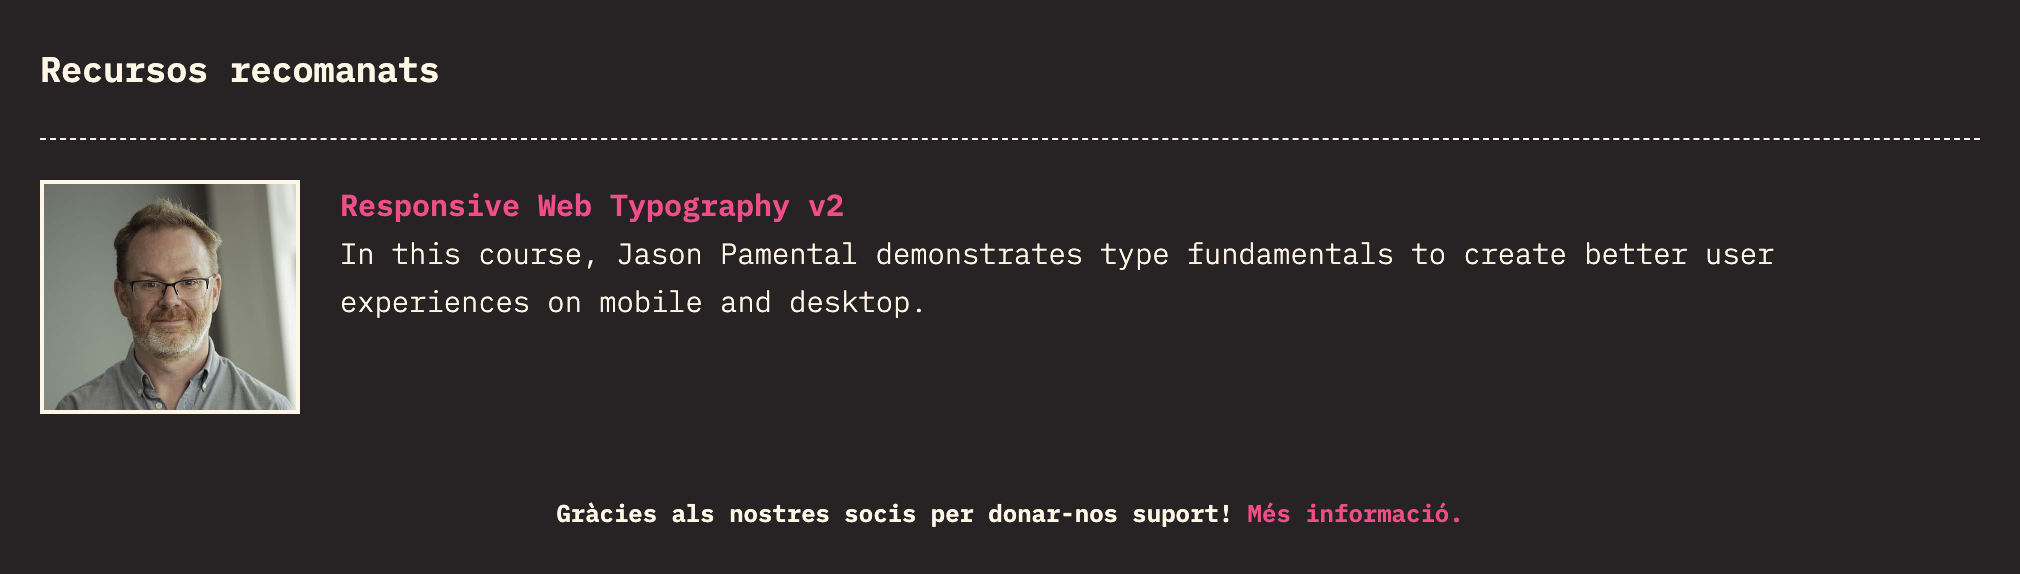 Recursos recomanats
Responsive Web Typography v2
In this course, Jason Pamental demonstrates type fundamentals to create better user
experiences on mobile and desktop.
Gràcies als nostres socis per donar-nos suport! Més informació.